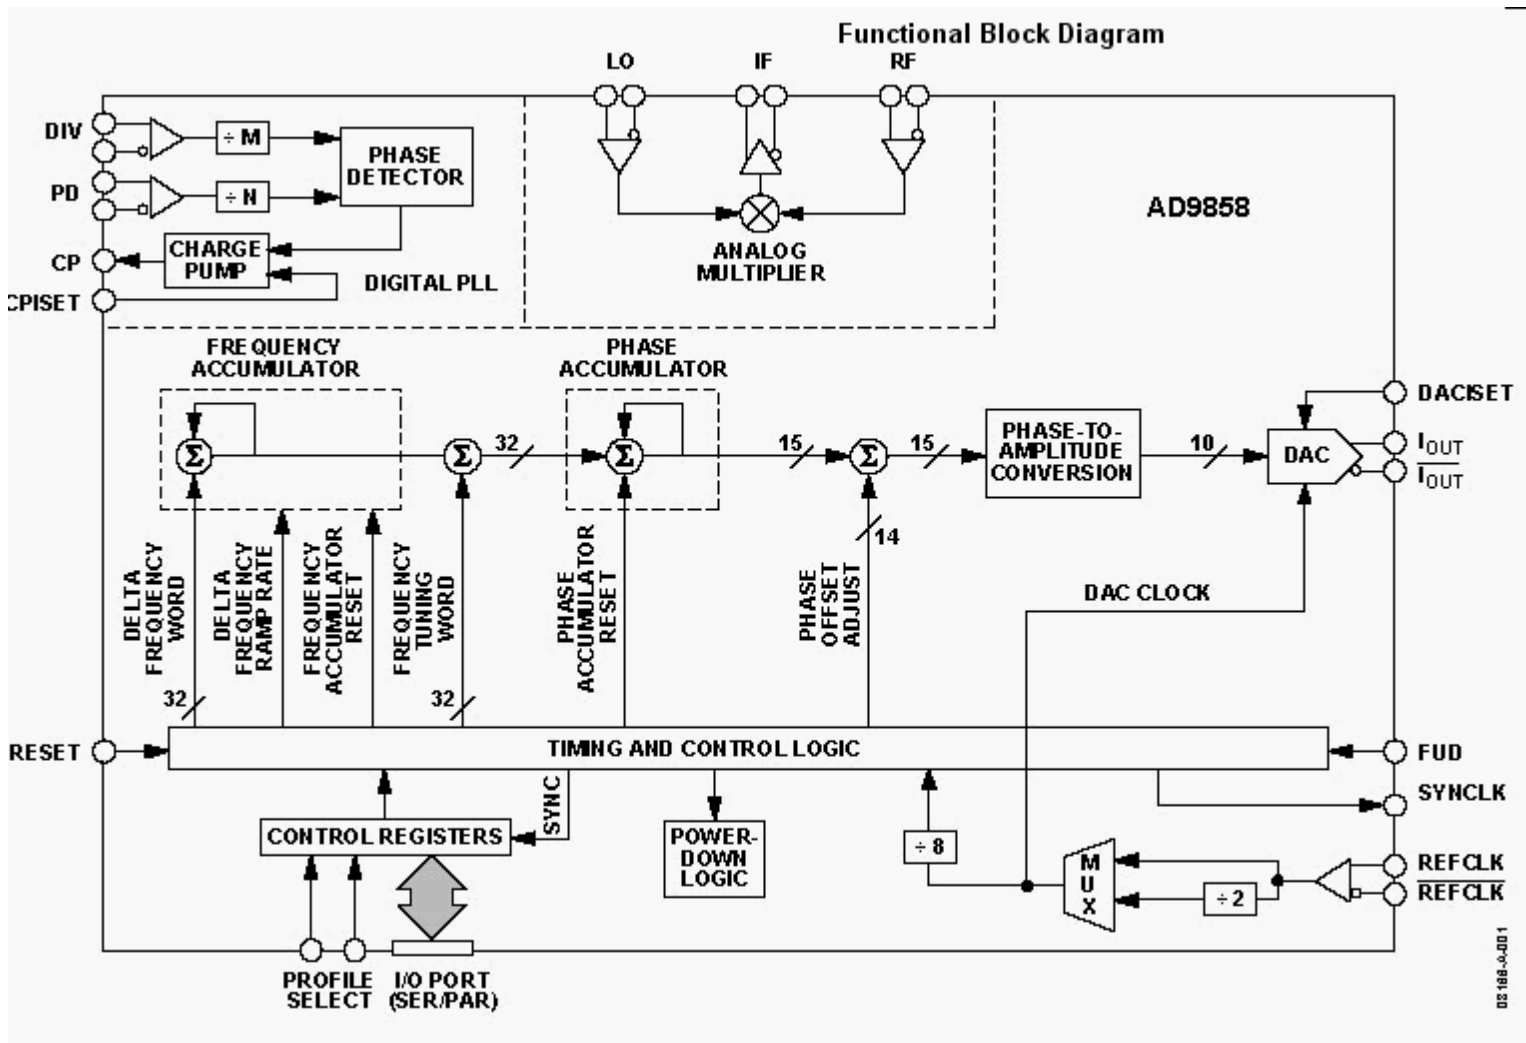 Functional Block Diagram
LO
IF
RF
DIV
÷ M
PHASE
DETECTOR
PD
÷ N
AD9858
CHARGE
PUMP
CP
ANALOG
MULTIPLIER
DIGITAL PLL
CPISET
FREQUENCY
ACCUMULATOR
PHASE
ACCUMULATOR
DACISET
Σ
Σ
32
Σ
15
Σ
15
PHASE-TO-
AMPLITUDE
CONVERSION
10
DAC
IOUT
IOUT
14
DELTA
FREQUENCY
WORD
DELTA
FREQUENCY
RAMP RATE
FREQUENCY
ACCUMULATOR
RESET
FREQUENCY
TUNING
WORD
PHASE
ACCUMULATOR
RESET
PHASE
OFFSET
ADJUST
DAC CLOCK
32
32
RESET
TIMING AND CONTROL LOGIC
FUD
SYNCLK
SYNC
CONTROL REGISTERS
POWER-
DOWN
LOGIC
÷ 8
MUX
÷ 2
REFCLK
REFCLK
PROFILE
SELECT
I/O PORT
(SER/PAR)
03166-A-001